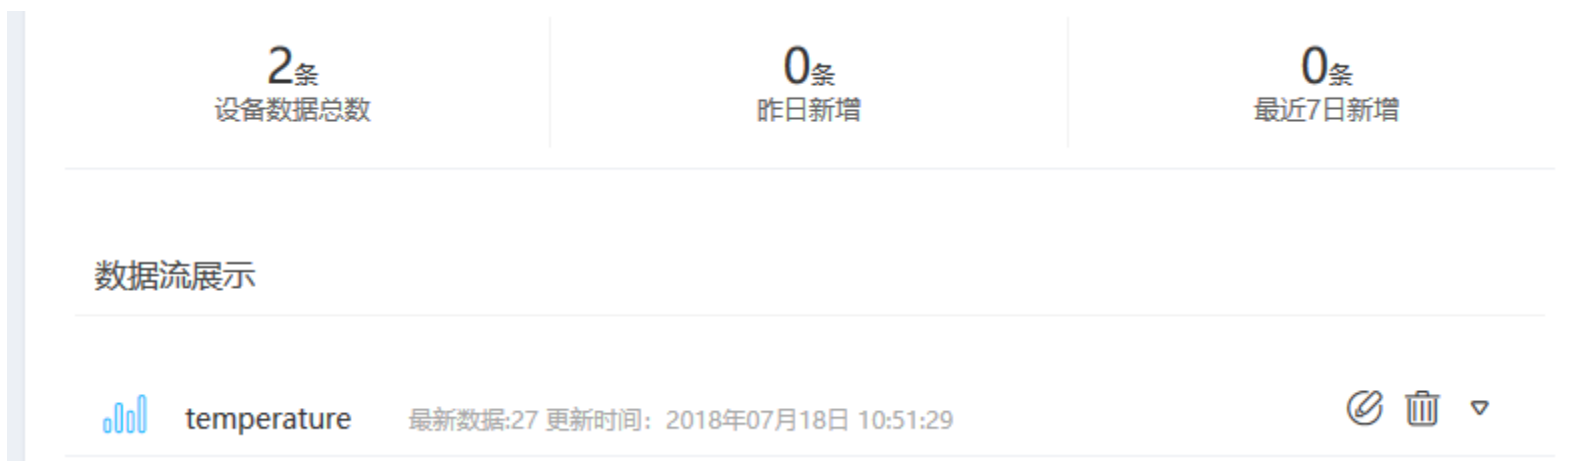 2条
设备数据总数
0条
昨日新增
0条
最近7日新增
数据流展示
temperature 最新数据:27 更新时间：2018年07月18日 10:51:29